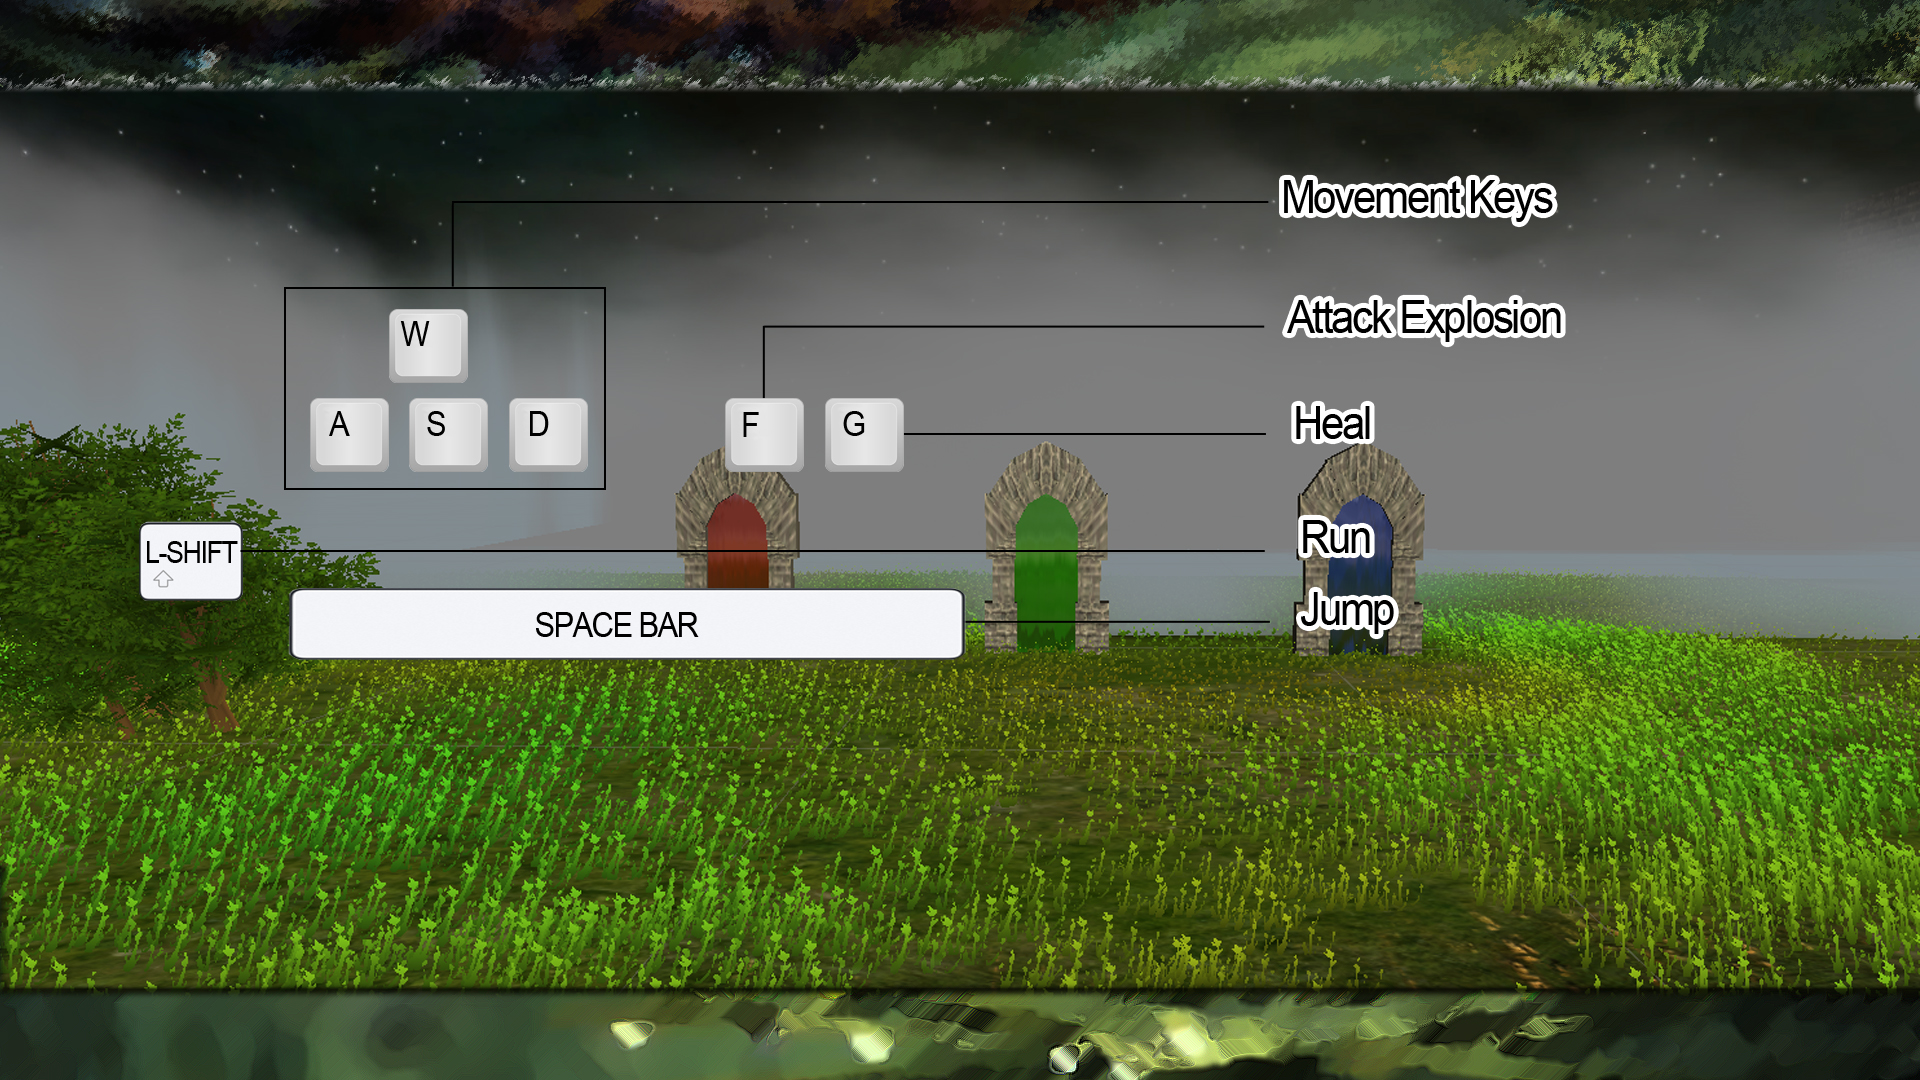 Movement Keys
Attack Explosion
W
A S D F G Heal
L-SHIFT Run
SPACE BAR Jump